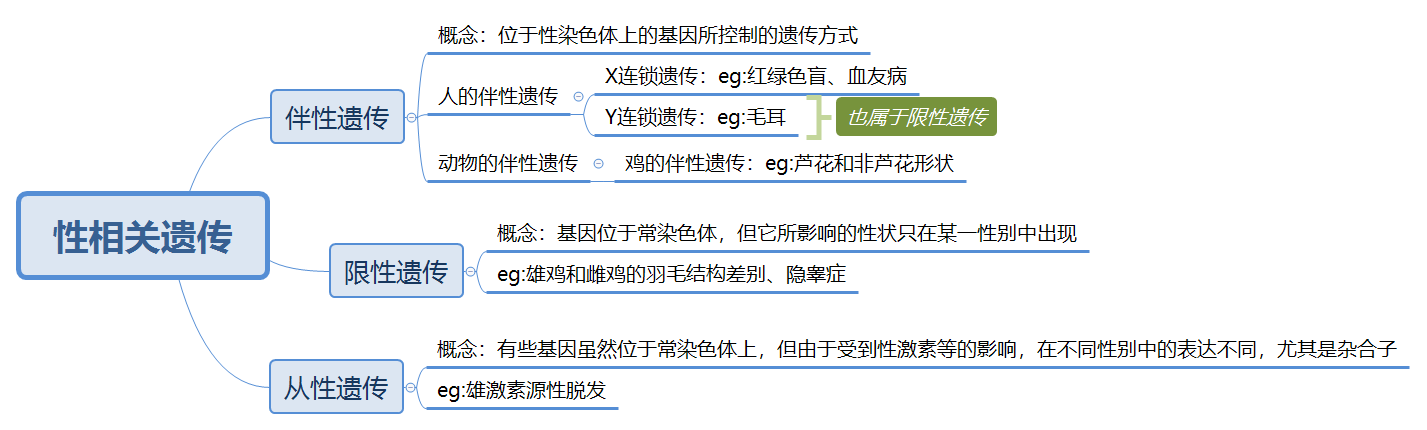 性相关遗传
伴性遗传
概念：位于性染色体上的基因所控制的遗传方式
人的伴性遗传
X连锁遗传：eg:红绿色盲、血友病
Y连锁遗传：eg:毛耳
也属于限性遗传
动物的伴性遗传
鸡的伴性遗传：eg:芦花和非芦花形状
限性遗传
概念：基因位于常染色体，但它所影响的性状只在某一性别中出现
eg:雄鸡和雌鸡的羽毛结构差别、隐睾症
从性遗传
概念：有些基因虽然位于常染色体上，但由于受到性激素等的影响，在不同性别中的表达不同，尤其是杂合子
eg:雄激素源性脱发